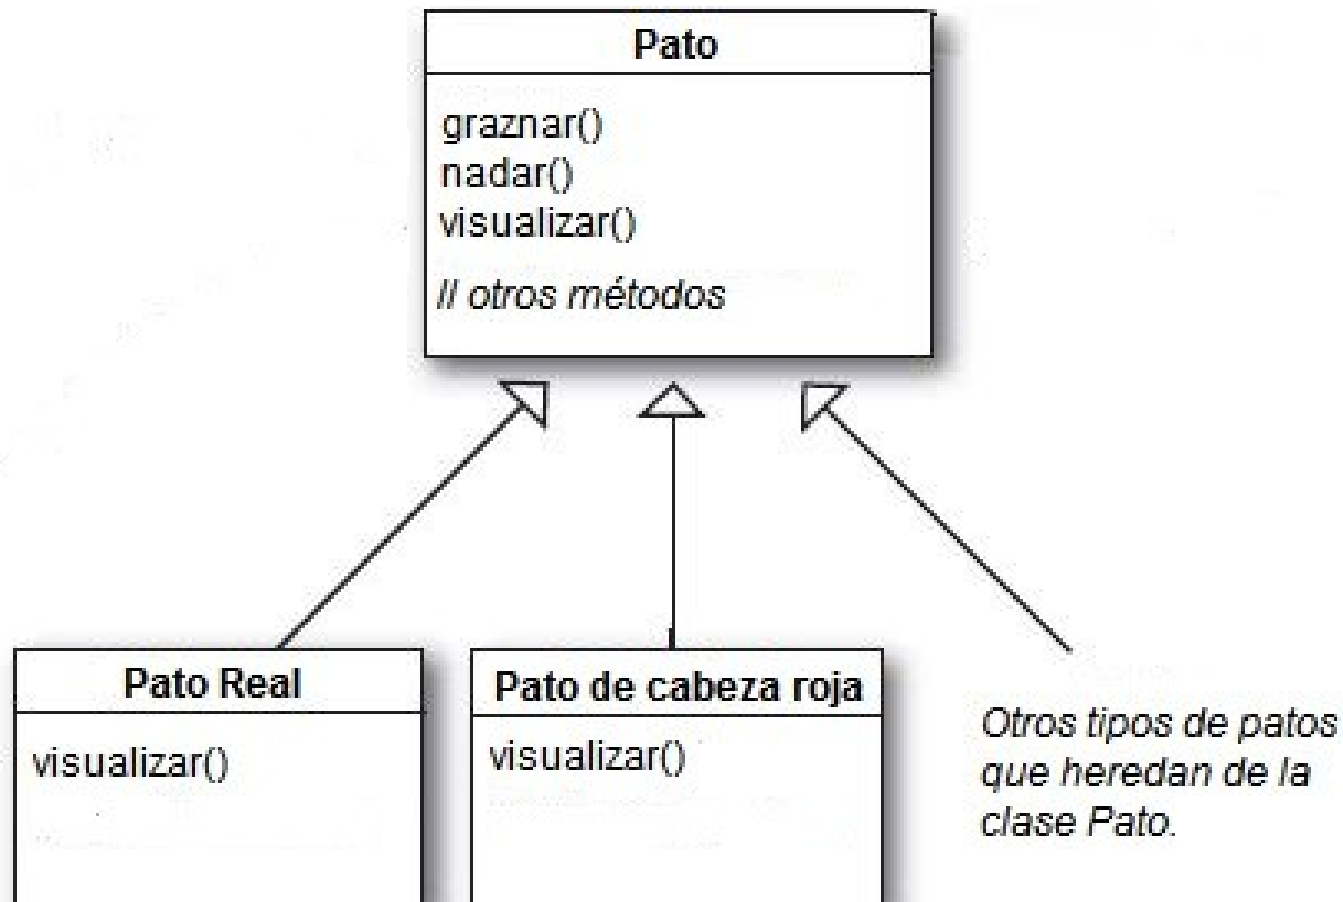 Pato
graznar()
nadar()
visualizar()
// otros métodos
Pato Real
visualizar()
Pato de cabeza roja
visualizar()
Otros tipos de patos
que heredan de la
clase Pato.